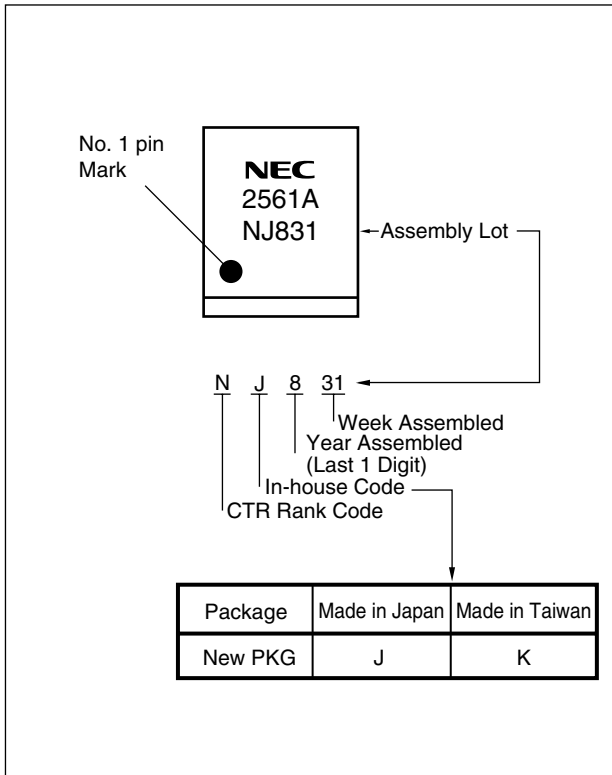 No. 1 pin
Mark
NEC
2561A
NJ831
Assembly Lot
N J 8 31
Week Assembled
Year Assembled
(Last 1 Digit)
In-house Code
CTR Rank Code
Package Made in Japan Made in Taiwan
New PKG J K